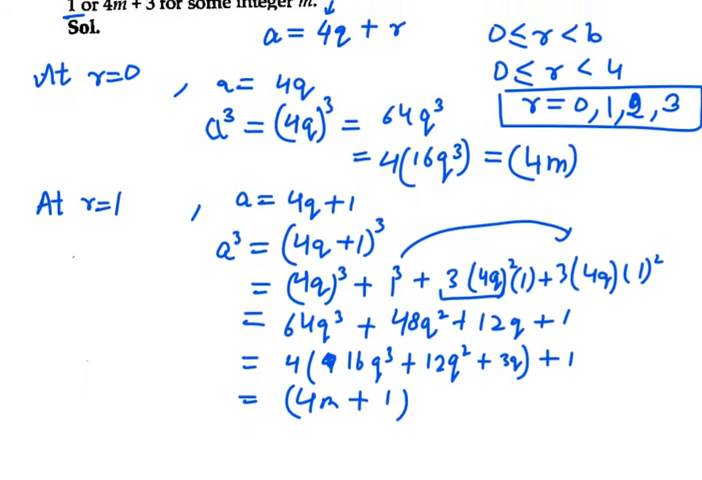 1 or 4m + 3 for some integer m.
Sol.
a = 4q + r
0 ≤ r < b
0 ≤ r < 4
r = 0, 1, 2, 3
At r=0 , a = 4q
a³ = (4q)³ = 64q³
= 4(16q³) = (4m)
At r=1 , a = 4q+1
a³ = (4q+1)³
= (4q)³ + 1³ + 3(4q)²(1) + 3(4q)(1)²
= 64q³ + 48q² + 12q + 1
= 4(16q³ + 12q² + 3q) + 1
= (4m + 1)